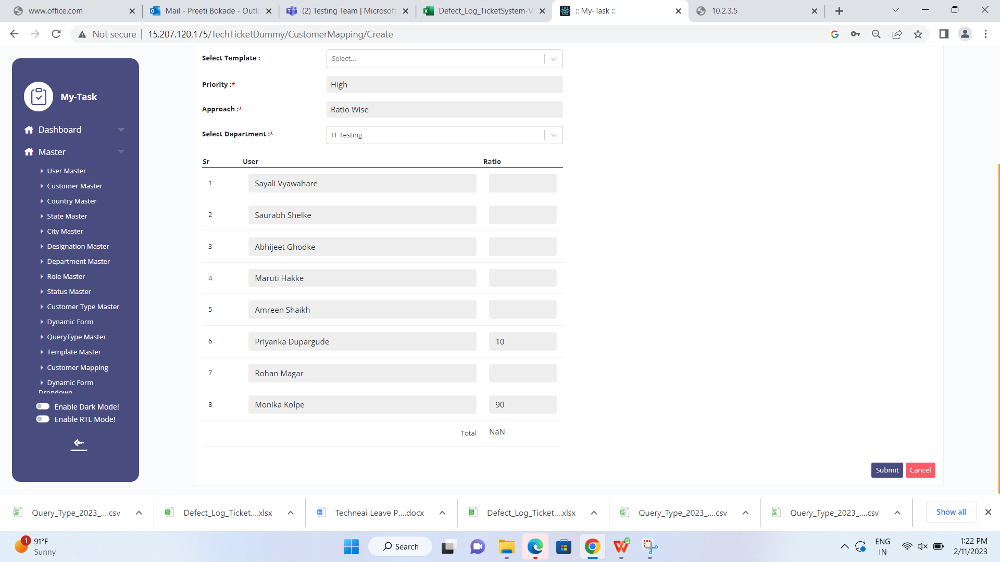 www.office.com
Mail - Preeti Bokade - Outlo
(2) Testing Team | Microsoft
Defect_Log_TicketSystem-V
:: My-Task ::
10.2.3.5
Not secure
15.207.120.175/TechTicketDummy/CustomerMapping/Create
My-Task
Dashboard
Master
User Master
Customer Master
Country Master
State Master
City Master
Designation Master
Department Master
Role Master
Status Master
Customer Type Master
Dynamic Form
QueryType Master
Template Master
Customer Mapping
Dynamic Form
Dropdown
Enable Dark Mode!
Enable RTL Mode!
Select Template :
Select...
Priority :*
High
Approach :*
Ratio Wise
Select Department :*
IT Testing
Sr User Ratio
1 Sayali Vyawahare
2 Saurabh Shelke
3 Abhijeet Ghodke
4 Maruti Hakke
5 Amreen Shaikh
6 Priyanka Dupargude 10
7 Rohan Magar
8 Monika Kolpe 90
Total NaN
Submit
Cancel
Query_Type_2023_....csv
Defect_Log_Ticket....xlsx
Techneai Leave P....docx
Defect_Log_Ticket....xlsx
Query_Type_2023_....csv
Query_Type_2023_....csv
Show all
1
91°F
Sunny
Search
ENG
IN
1:22 PM
2/11/2023